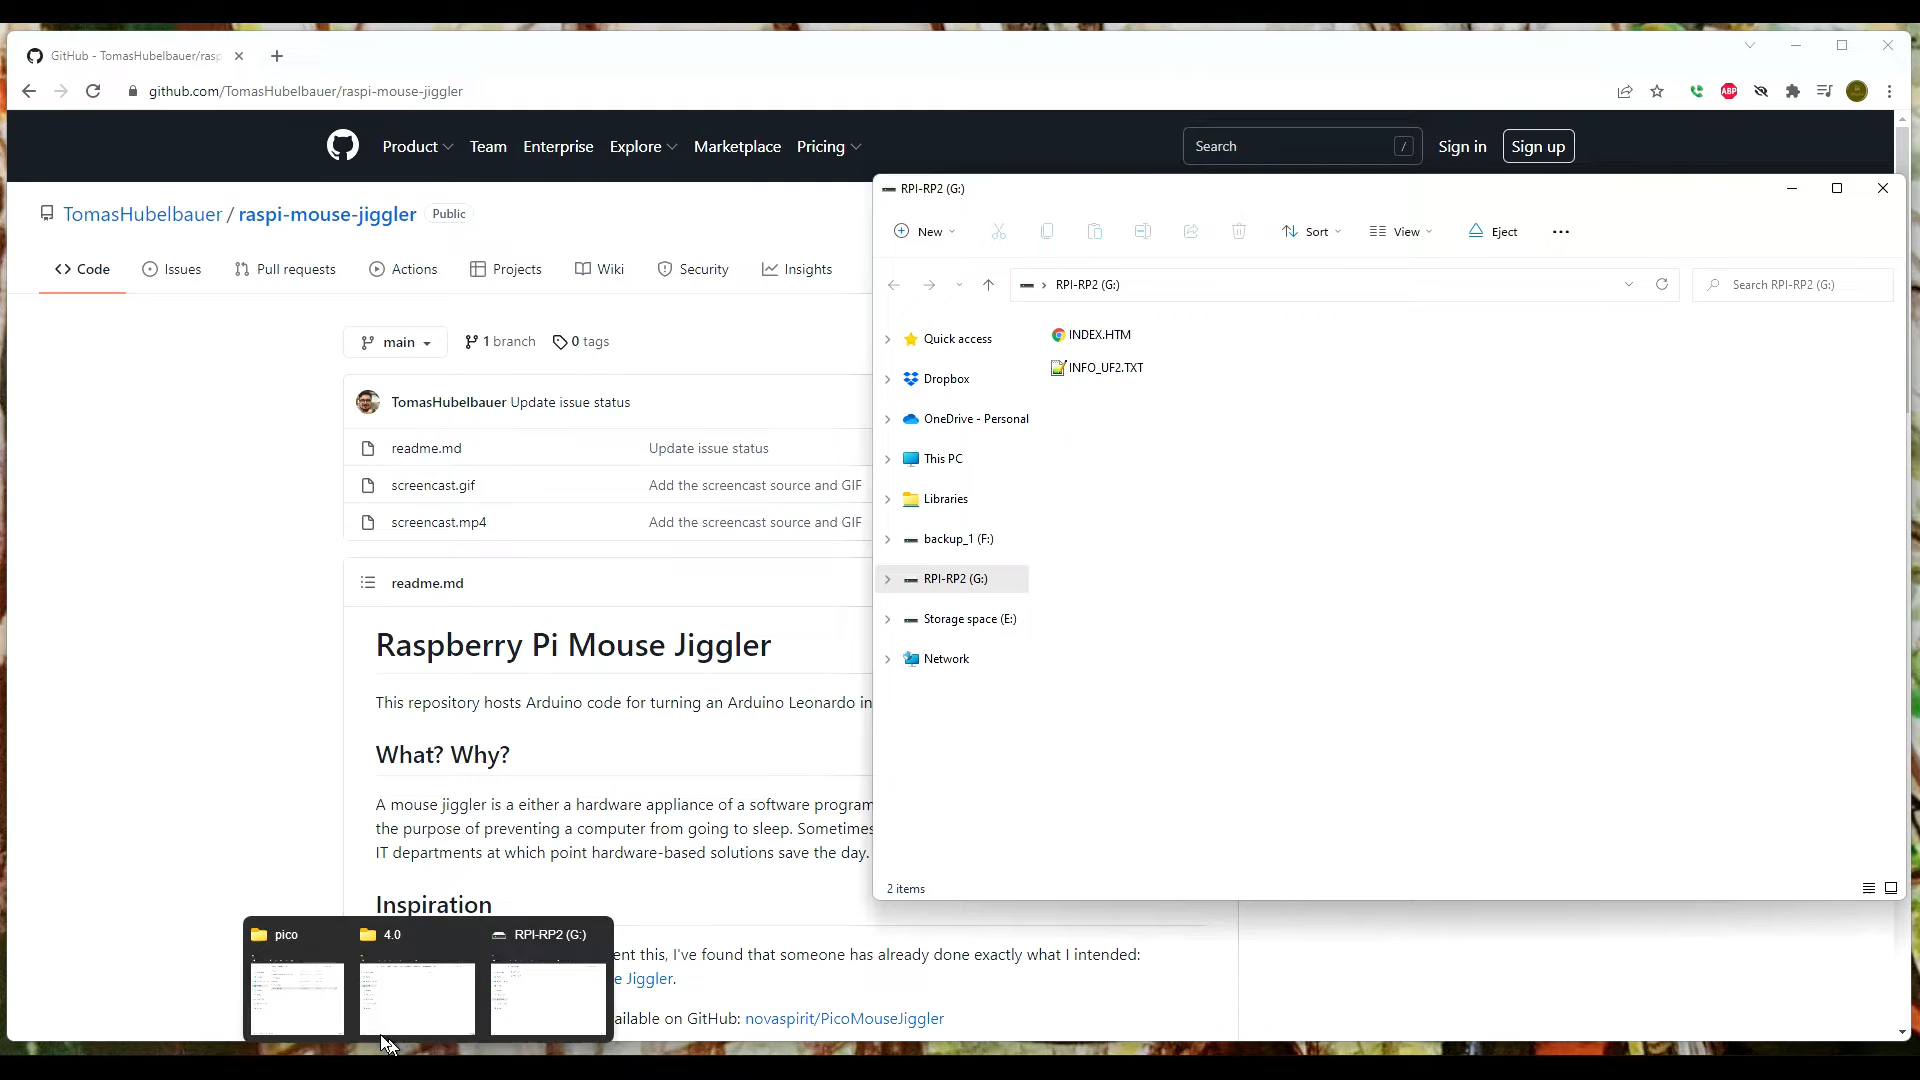 GitHub - TomasHubelbauer/rasp
github.com/TomasHubelbauer/raspi-mouse-jiggler
ABP
Product Team Enterprise Explore Marketplace Pricing
Search /
Sign in Sign up
TomasHubelbauer / raspi-mouse-jiggler Public
Code Issues Pull requests Actions Projects Wiki Security Insights
main 1 branch 0 tags
TomasHubelbauer Update issue status
readme.md Update issue status
screencast.gif Add the screencast source and GIF
screencast.mp4 Add the screencast source and GIF
readme.md
Raspberry Pi Mouse Jiggler
This repository hosts Arduino code for turning an Arduino Leonardo in
What? Why?
A mouse jiggler is a either a hardware appliance of a software program
the purpose of preventing a computer from going to sleep. Sometimes
IT departments at which point hardware-based solutions save the day.
Inspiration
ent this, I've found that someone has already done exactly what I intended:
e Jiggler.
ailable on GitHub: novaspirit/PicoMouseJiggler
RPI-RP2 (G:)
New Sort View Eject
RPI-RP2 (G:)
Search RPI-RP2 (G:)
Quick access
Dropbox
OneDrive - Personal
This PC
Libraries
backup_1 (F:)
RPI-RP2 (G:)
Storage space (E:)
Network
INDEX.HTM
INFO_UF2.TXT
2 items
pico
4.0
RPI-RP2 (G:)